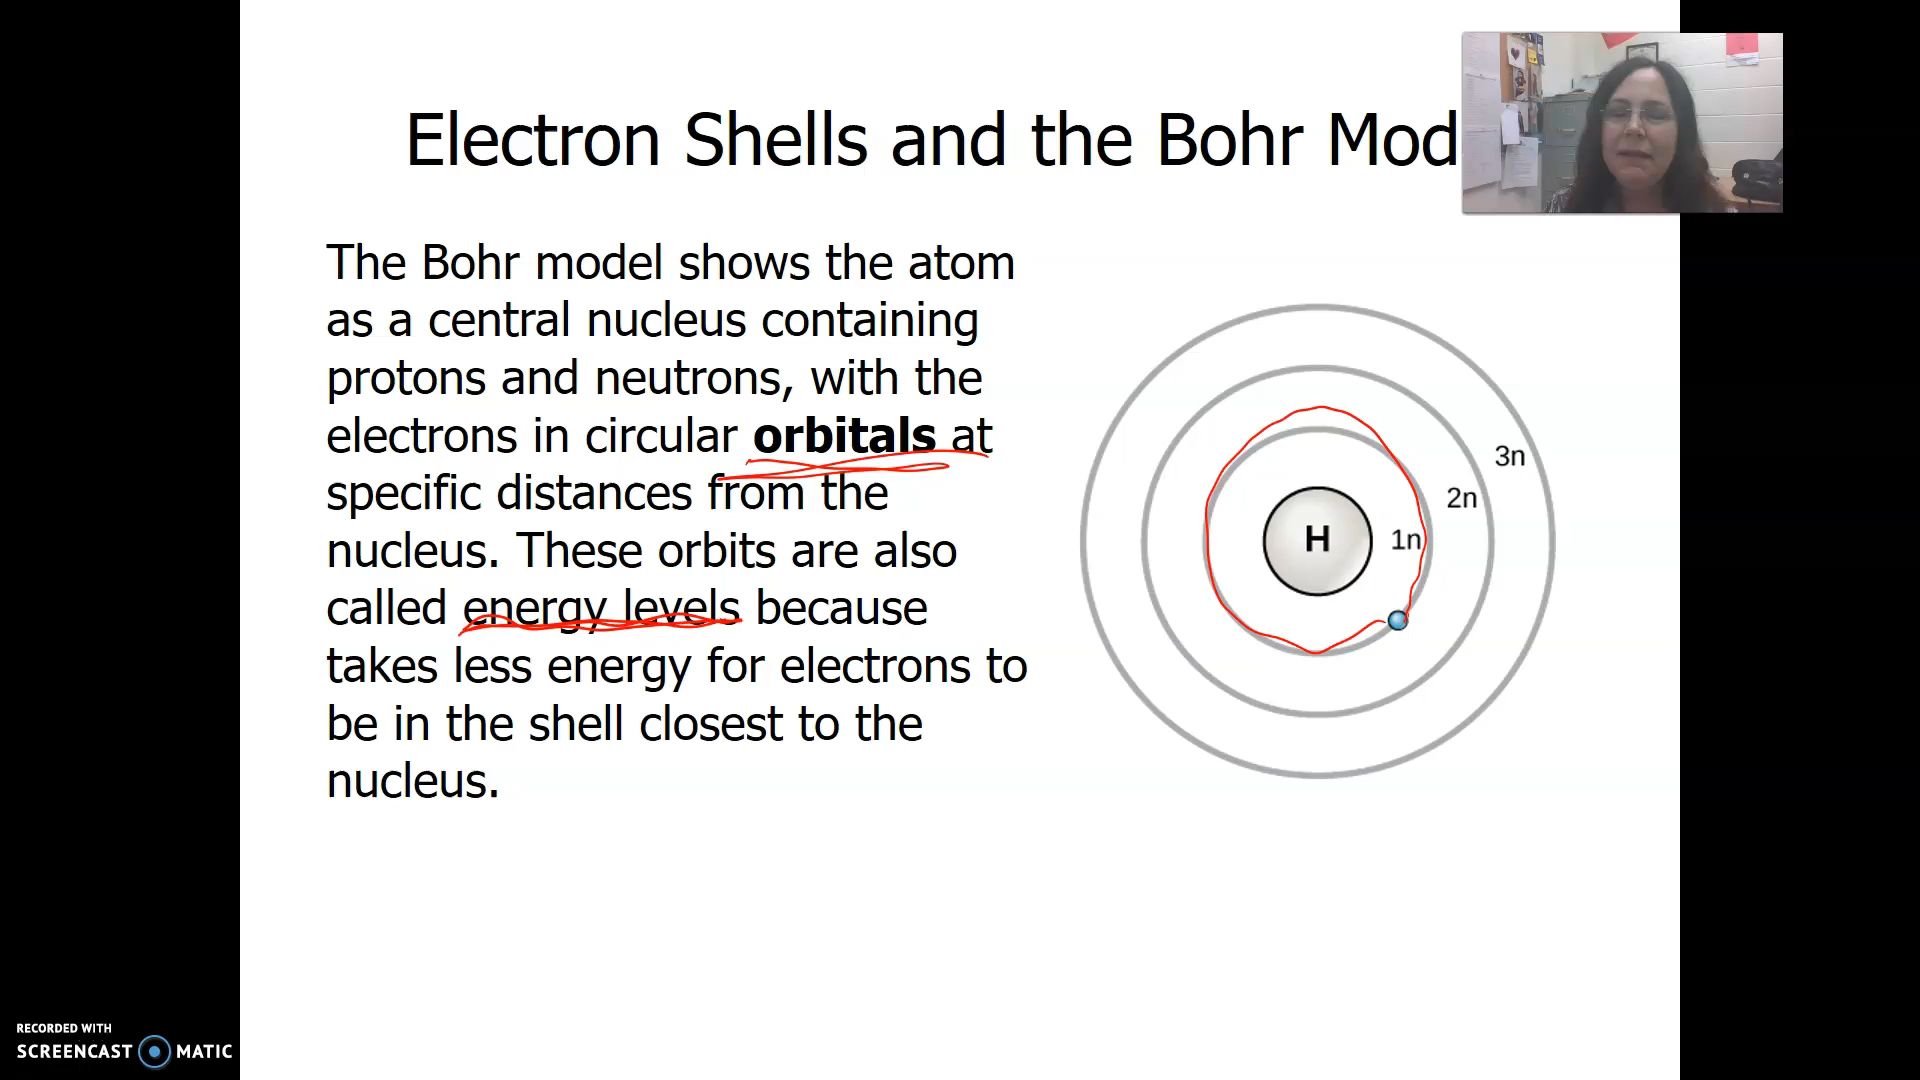 Electron Shells and the Bohr Mod
The Bohr model shows the atom
as a central nucleus containing
protons and neutrons, with the
electrons in circular orbitals at
specific distances from the
nucleus. These orbits are also
called energy levels because
takes less energy for electrons to
be in the shell closest to the
nucleus.
3n
2n
H
1n
RECORDED WITH
SCREENCAST MATIC